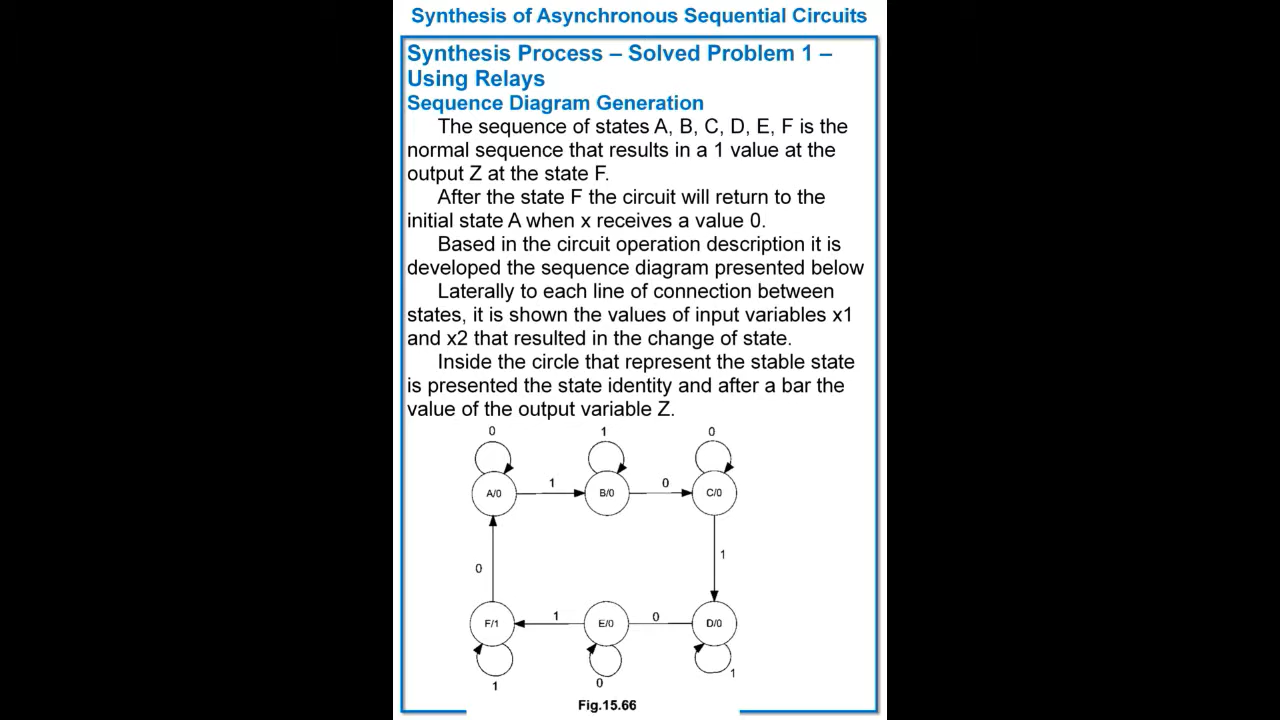 Synthesis of Asynchronous Sequential Circuits
Synthesis Process – Solved Problem 1 –
Using Relays
Sequence Diagram Generation
The sequence of states A, B, C, D, E, F is the
normal sequence that results in a 1 value at the
output Z at the state F.
After the state F the circuit will return to the
initial state A when x receives a value 0.
Based in the circuit operation description it is
developed the sequence diagram presented below
Laterally to each line of connection between
states, it is shown the values of input variables x1
and x2 that resulted in the change of state.
Inside the circle that represent the stable state
is presented the state identity and after a bar the
value of the output variable Z.
0 1 0
A/0 1 B/0 0 C/0
0 1
F/1 1 E/0 0 D/0
1 0 1
Fig.15.66